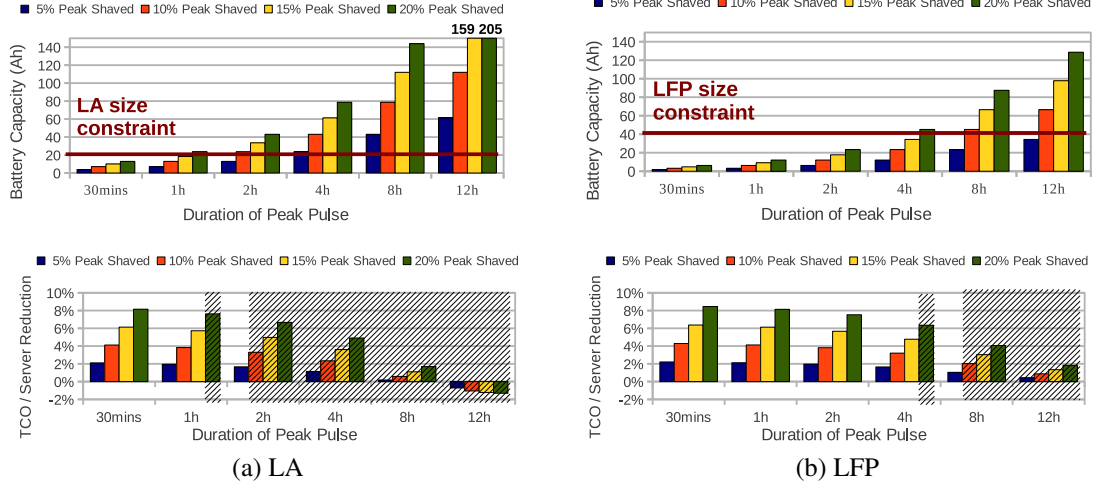 5% Peak Shaved 10% Peak Shaved 15% Peak Shaved 20% Peak Shaved
159 205
Battery Capacity (Ah)
140
120
100
80
60
40
20
0
LA size
constraint
30mins 1h 2h 4h 8h 12h
Duration of Peak Pulse
5% Peak Shaved 10% Peak Shaved 15% Peak Shaved 20% Peak Shaved
Battery Capacity (Ah)
140
120
100
80
60
40
20
0
LFP size
constraint
30mins 1h 2h 4h 8h 12h
Duration of Peak Pulse
5% Peak Shaved 10% Peak Shaved 15% Peak Shaved 20% Peak Shaved
TCO / Server Reduction
10%
8%
6%
4%
2%
0%
-2%
30mins 1h 2h 4h 8h 12h
Duration of Peak Pulse
(a) LA
5% Peak Shaved 10% Peak Shaved 15% Peak Shaved 20% Peak Shaved
TCO / Server Reduction
10%
8%
6%
4%
2%
0%
-2%
30mins 1h 2h 4h 8h 12h
Duration of Peak Pulse
(b) LFP